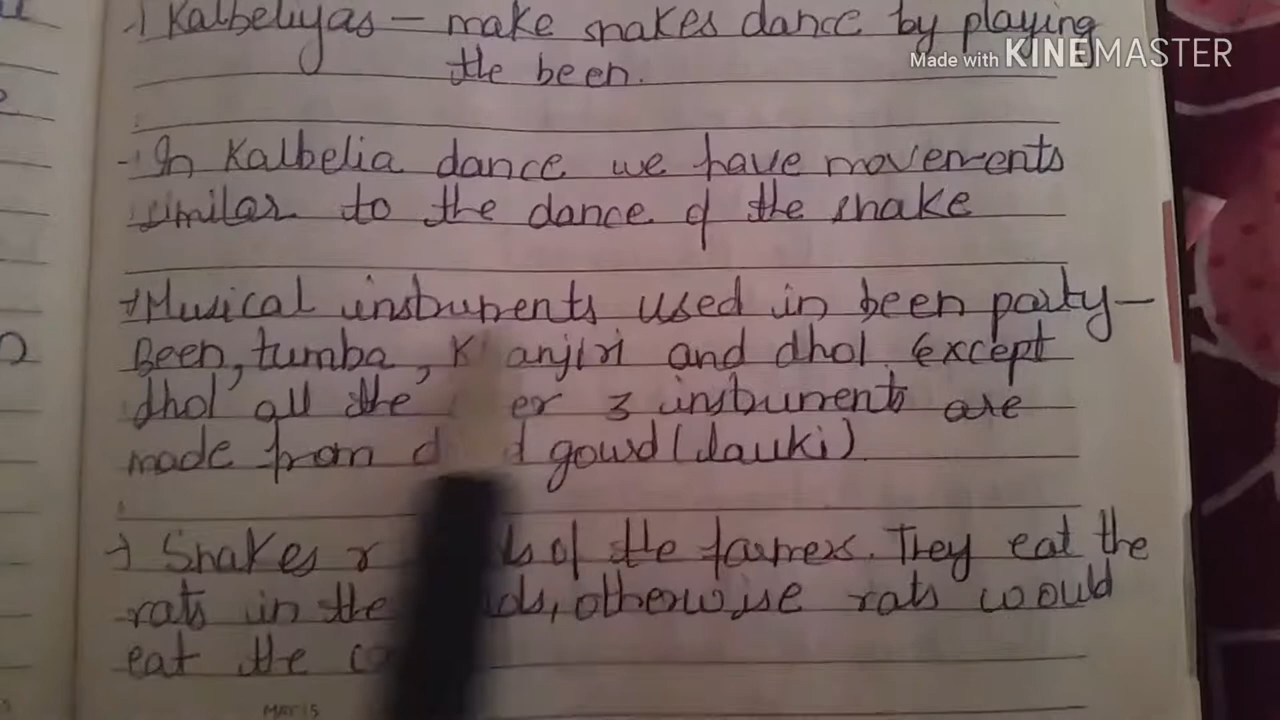 Kalbeliyas – make snakes dance by playing
Made with KINEMASTER
the been.
- In Kalbelia dance we have movements
similar to the dance of the snake
→ Musical instruments used in been party –
Been, tumba, and dhol. Except
dhol all the 3 instruments are
made from gourd (lauki)
→ Snakes of the farmers. They eat the
rats in the otherwise rats would
eat the
MAY 15